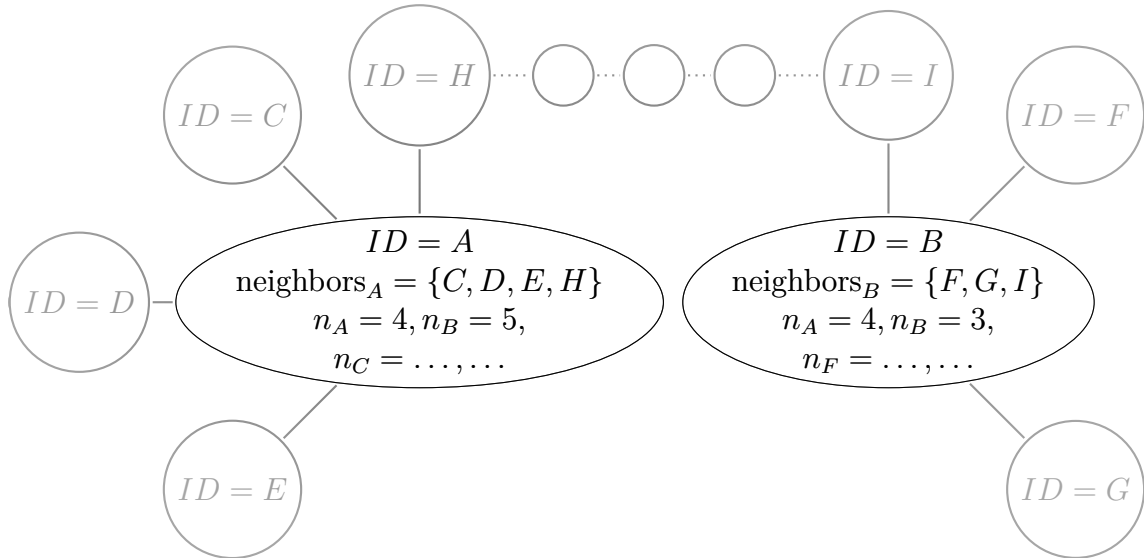 ID = H
ID = I
ID = C
ID = F
ID = A
neighbors_A = {C, D, E, H}
n_A = 4, n_B = 5,
n_C = …, …
ID = B
neighbors_B = {F, G, I}
n_A = 4, n_B = 3,
n_F = …, …
ID = D
ID = E
ID = G